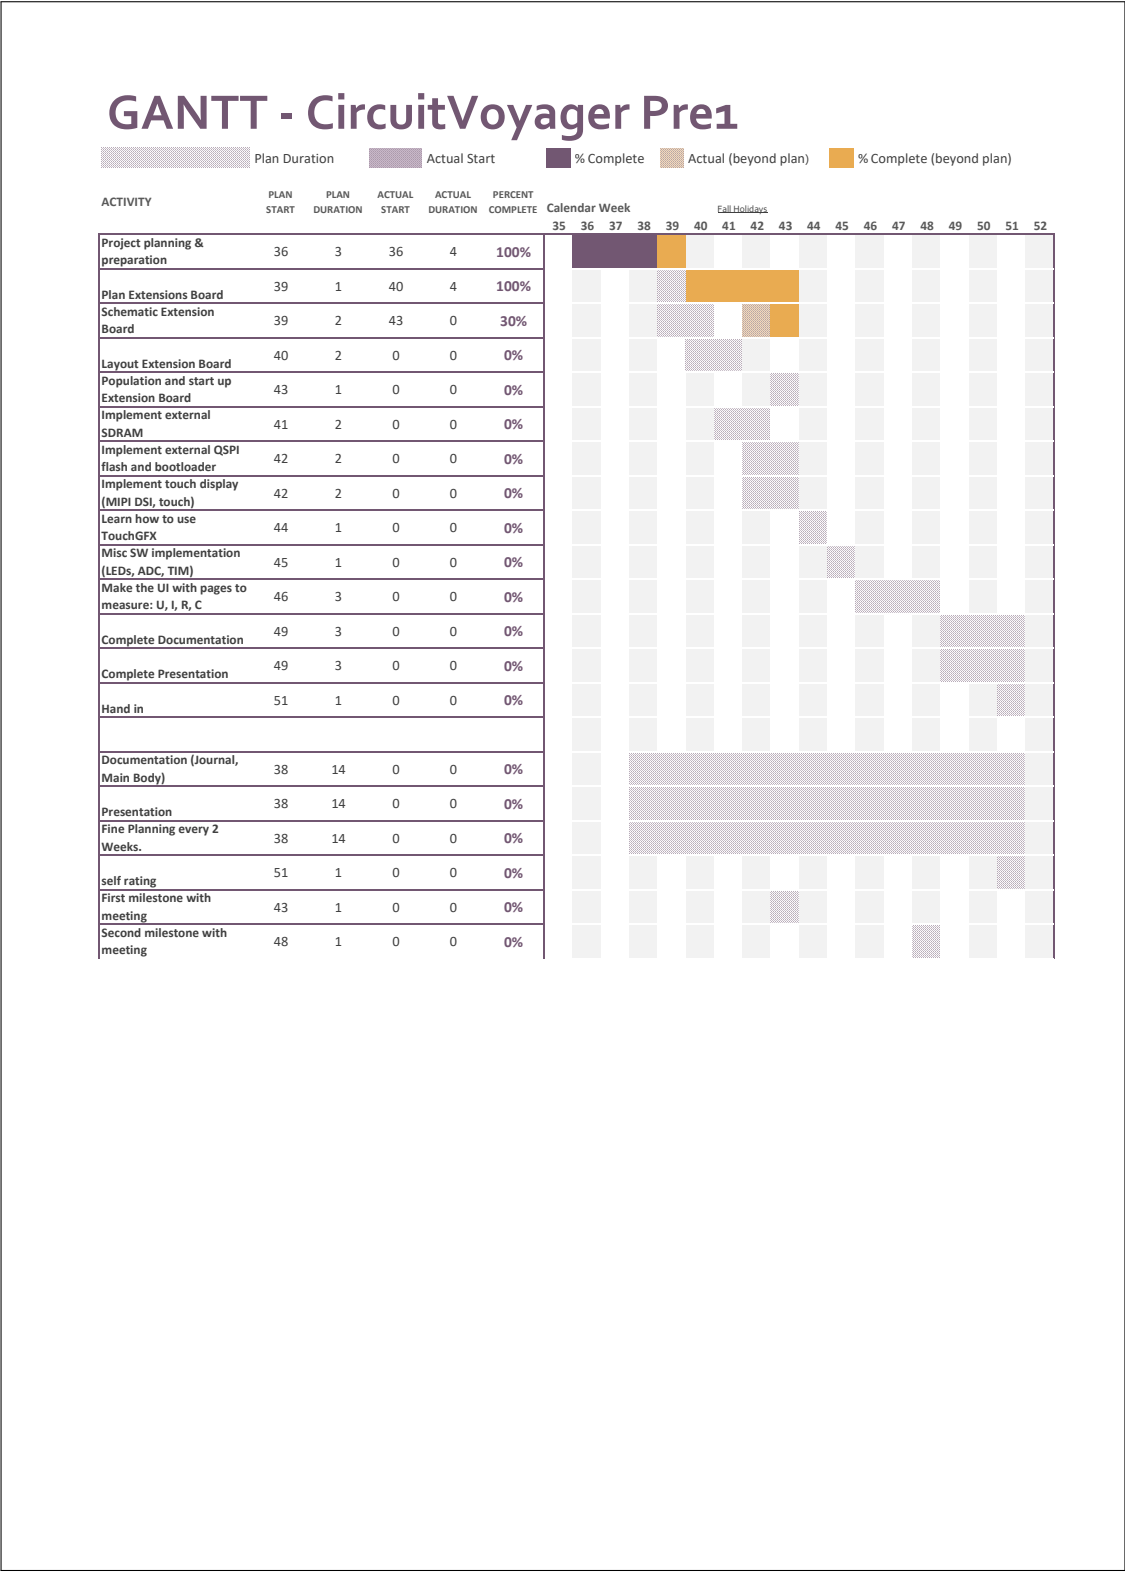 GANTT - CircuitVoyager Pre1
Plan Duration Actual Start % Complete Actual (beyond plan) % Complete (beyond plan)
ACTIVITY PLAN START PLAN DURATION ACTUAL START ACTUAL DURATION PERCENT COMPLETE Calendar Week Fall Holidays
35 36 37 38 39 40 41 42 43 44 45 46 47 48 49 50 51 52
Project planning &
preparation 36 3 36 4 100%
Plan Extensions Board 39 1 40 4 100%
Schematic Extension
Board 39 2 43 0 30%
Layout Extension Board 40 2 0 0 0%
Population and start up
Extension Board 43 1 0 0 0%
Implement external
SDRAM 41 2 0 0 0%
Implement external QSPI
flash and bootloader 42 2 0 0 0%
Implement touch display
(MIPI DSI, touch) 42 2 0 0 0%
Learn how to use
TouchGFX 44 1 0 0 0%
Misc SW implementation
(LEDs, ADC, TIM) 45 1 0 0 0%
Make the UI with pages to
measure: U, I, R, C 46 3 0 0 0%
Complete Documentation 49 3 0 0 0%
Complete Presentation 49 3 0 0 0%
Hand in 51 1 0 0 0%
Documentation (Journal,
Main Body) 38 14 0 0 0%
Presentation 38 14 0 0 0%
Fine Planning every 2
Weeks. 38 14 0 0 0%
self rating 51 1 0 0 0%
First milestone with
meeting 43 1 0 0 0%
Second milestone with
meeting 48 1 0 0 0%